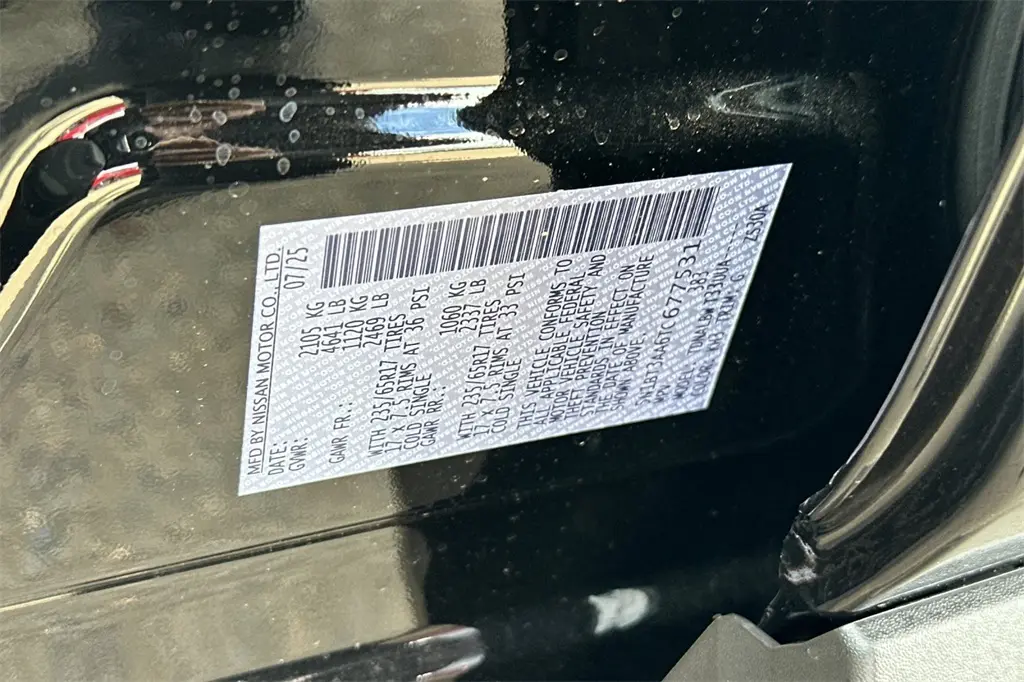 MFD BY NISSAN MOTOR CO., LTD.
DATE: 07/25
GVWR: 2105 KG
4641 LB
GAWR FR.: 1120 KG
2469 LB
WITH 235/65R17 TIRES
17 X 7.5 RIMS AT 36 PSI
COLD SINGLE
GAWR RR.: 1060 KG
2337 LB
WITH 235/65R17 TIRES
17 X 7.5 RIMS AT 33 PSI
COLD SINGLE
THIS VEHICLE CONFORMS TO
ALL APPLICABLE FEDERAL
MOTOR VEHICLE SAFETY AND
THEFT PREVENTION
STANDARDS IN EFFECT ON
THE DATE OF MANUFACTURE
SHOWN ABOVE.
5N1BT3AA6TC677531
MPV 383
MODEL
COLOR TRIM G ZS30A